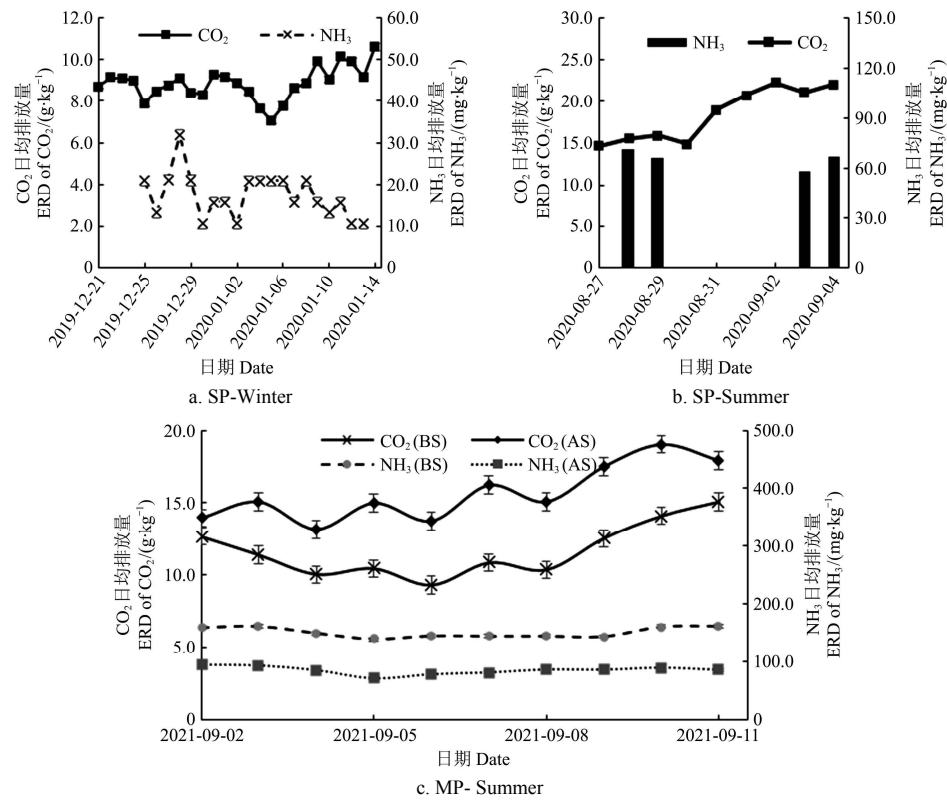 12.0
10.0
8.0
6.0
4.0
2.0
0
CO₂
NH₃
60.0
50.0
40.0
30.0
20.0
10.0
0.0
CO₂日均排放量
ERD of CO₂/(g·kg⁻¹)
NH₃日均排放量
ERD of NH₃/(mg·kg⁻¹)
2019-12-21
2019-12-25
2019-12-29
2020-01-02
2020-01-06
2020-01-10
2020-01-14
日期 Date
a. SP-Winter
30.0
25.0
20.0
15.0
10.0
5.0
0
NH₃
CO₂
150.0
120.0
90.0
60.0
30.0
0
CO₂日均排放量
ERD of CO₂/(g·kg⁻¹)
NH₃日均排放量
ERD of NH₃/(mg·kg⁻¹)
2020-08-27
2020-08-29
2020-08-31
2020-09-02
2020-09-04
日期 Date
b. SP-Summer
20.0
15.0
10.0
5.0
0
CO₂(BS)
CO₂(AS)
NH₃(BS)
NH₃(AS)
500.0
400.0
300.0
200.0
100.0
0
CO₂日均排放量
ERD of CO₂/(g·kg⁻¹)
NH₃日均排放量
ERD of NH₃/(mg·kg⁻¹)
2021-09-02
2021-09-05
2021-09-08
2021-09-11
日期 Date
c. MP- Summer